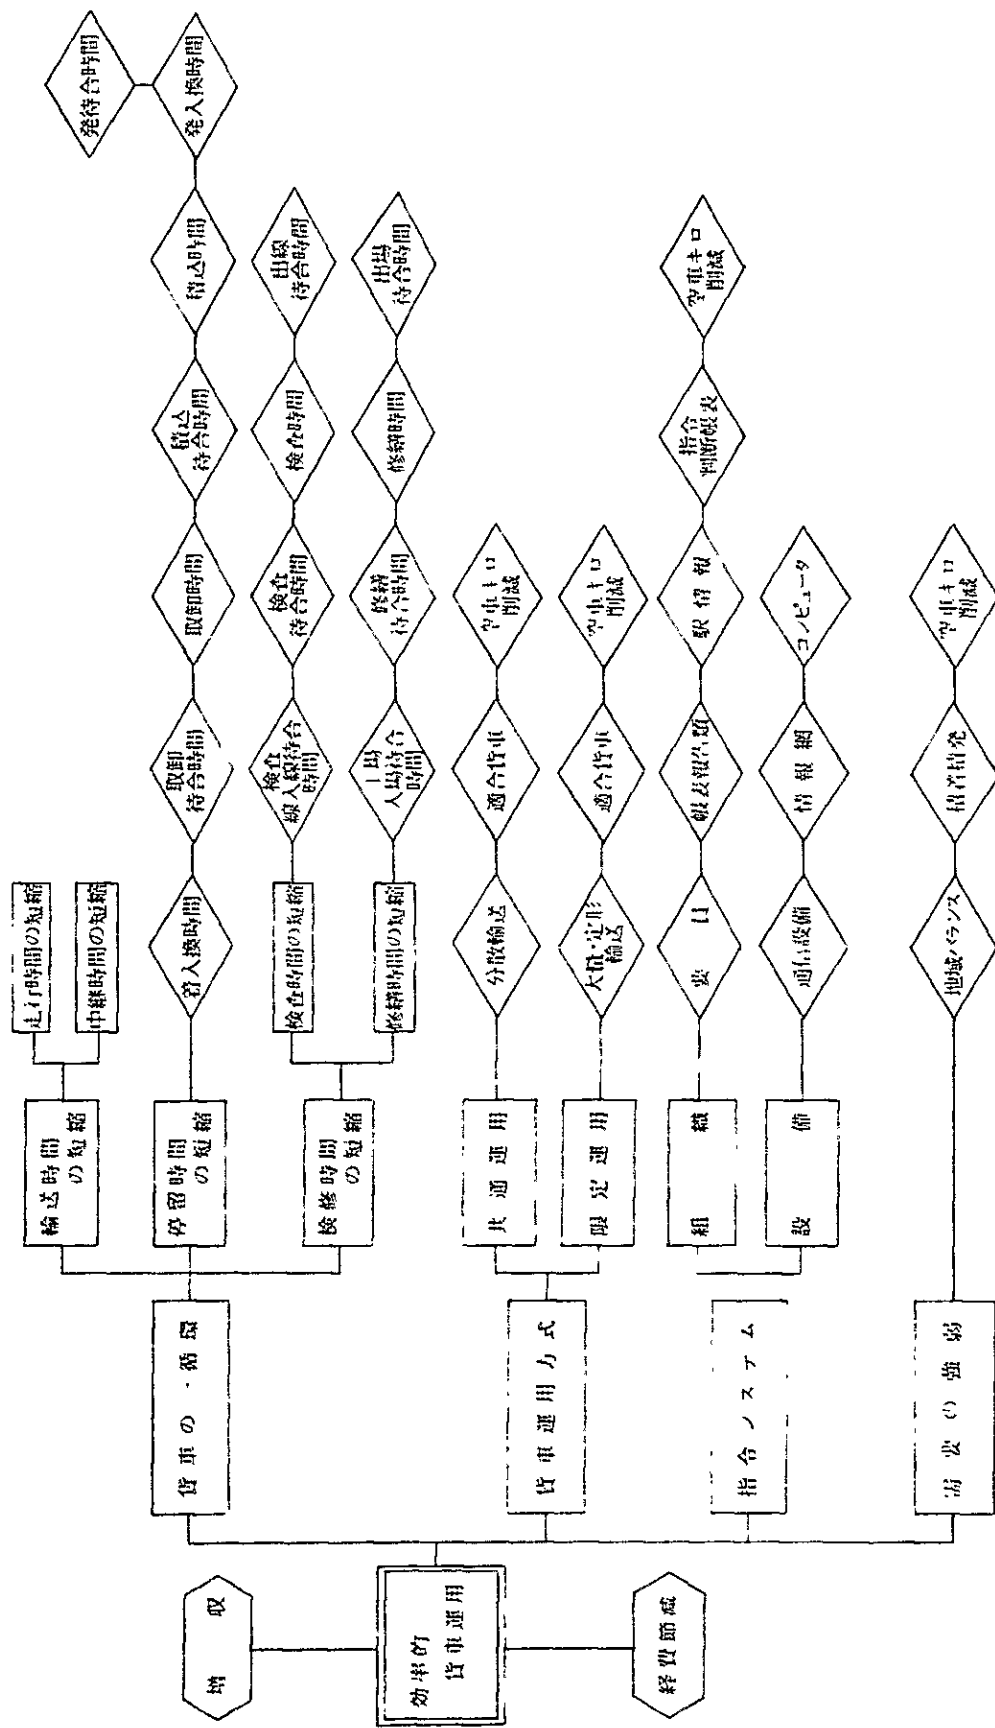 増収
効率的
貨車運用
経費節減
貨車の一循環
輸送時間
の短縮
走行時間の短縮
中継時間の短縮
停留時間
の短縮
着入換時間
取卸
待合時間
取卸時間
積込
待合時間
積込時間
発入換時間
発待合時間
検修時間
の短縮
検査時間の短縮
検査
線入線待合
時間
検査
待合時間
検査時間
出線
待合時間
修繕時間の短縮
入場待合
時間
修繕
待合時間
修繕時間
出場
待合時間
貨車運用方式
共通運用
分散輸送
適合貨車
空車キロ
削減
限定運用
大量・定形
輸送
適合貨車
空車キロ
削減
指令システム
組織
要員
帳表報告類
駅情報
指令
判断帳表
空車キロ
削減
設備
通信設備
情報網
コンピュータ
需要の強弱
地域バランス
積着積発
空車キロ
削減